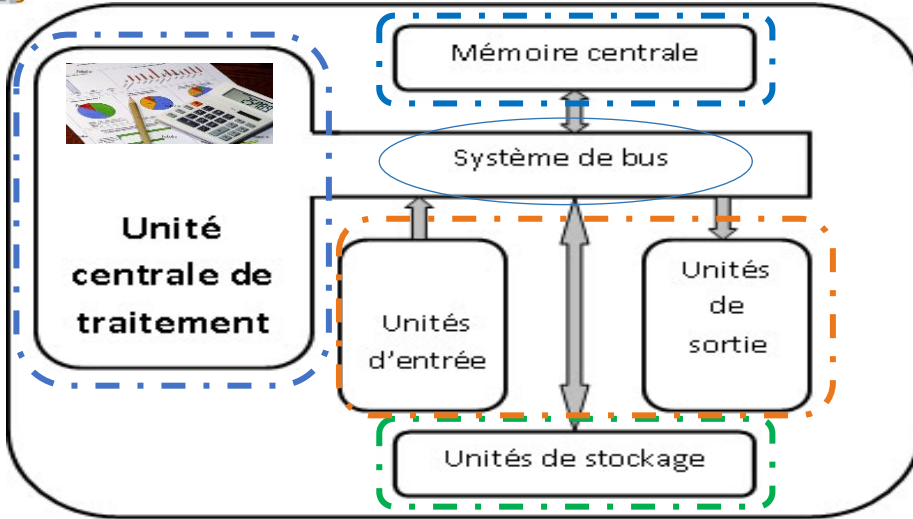 Mémoire centrale
Système de bus
Unité
centrale de
traitement
Unités
d'entrée
Unités
de
sortie
Unités de stockage